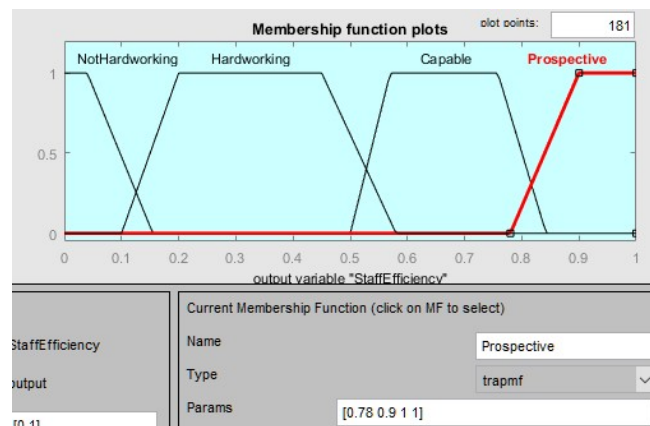 Membership function plots
plot points: 181
NotHardworking Hardworking Capable Prospective
1
0.5
0
0 0.1 0.2 0.3 0.4 0.5 0.6 0.7 0.8 0.9 1
output variable "StaffEfficiency"
Current Membership Function (click on MF to select)
StaffEfficiency
Name Prospective
output
Type trapmf
[0 1]
Params [0.78 0.9 1 1]